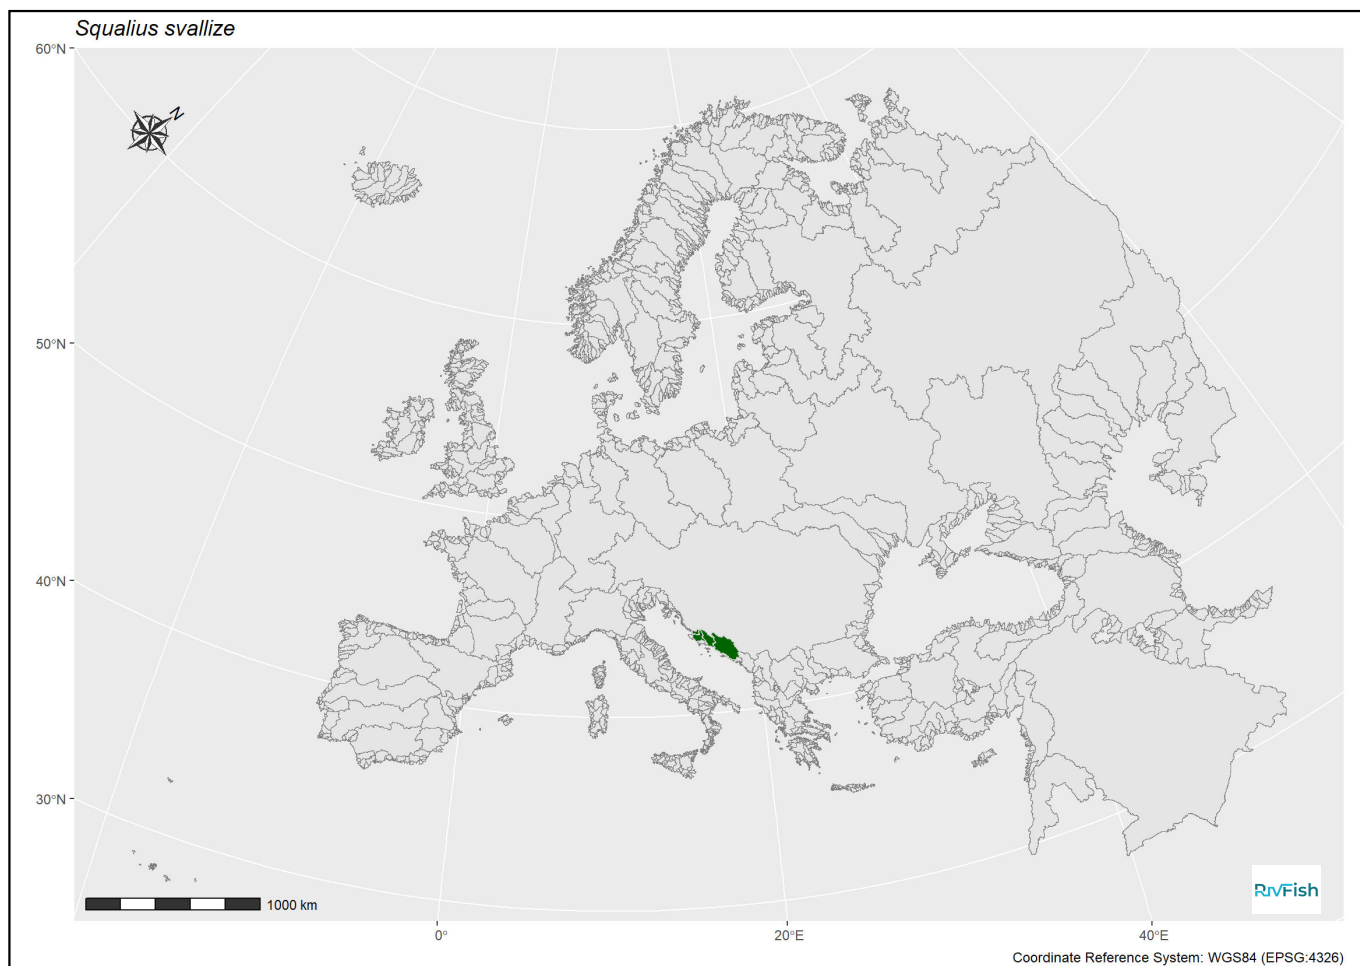 Squalius svallize
60°N
N
50°N
40°N
30°N
1000 km
RIVFish
0°
20°E
40°E
Coordinate Reference System: WGS84 (EPSG:4326)